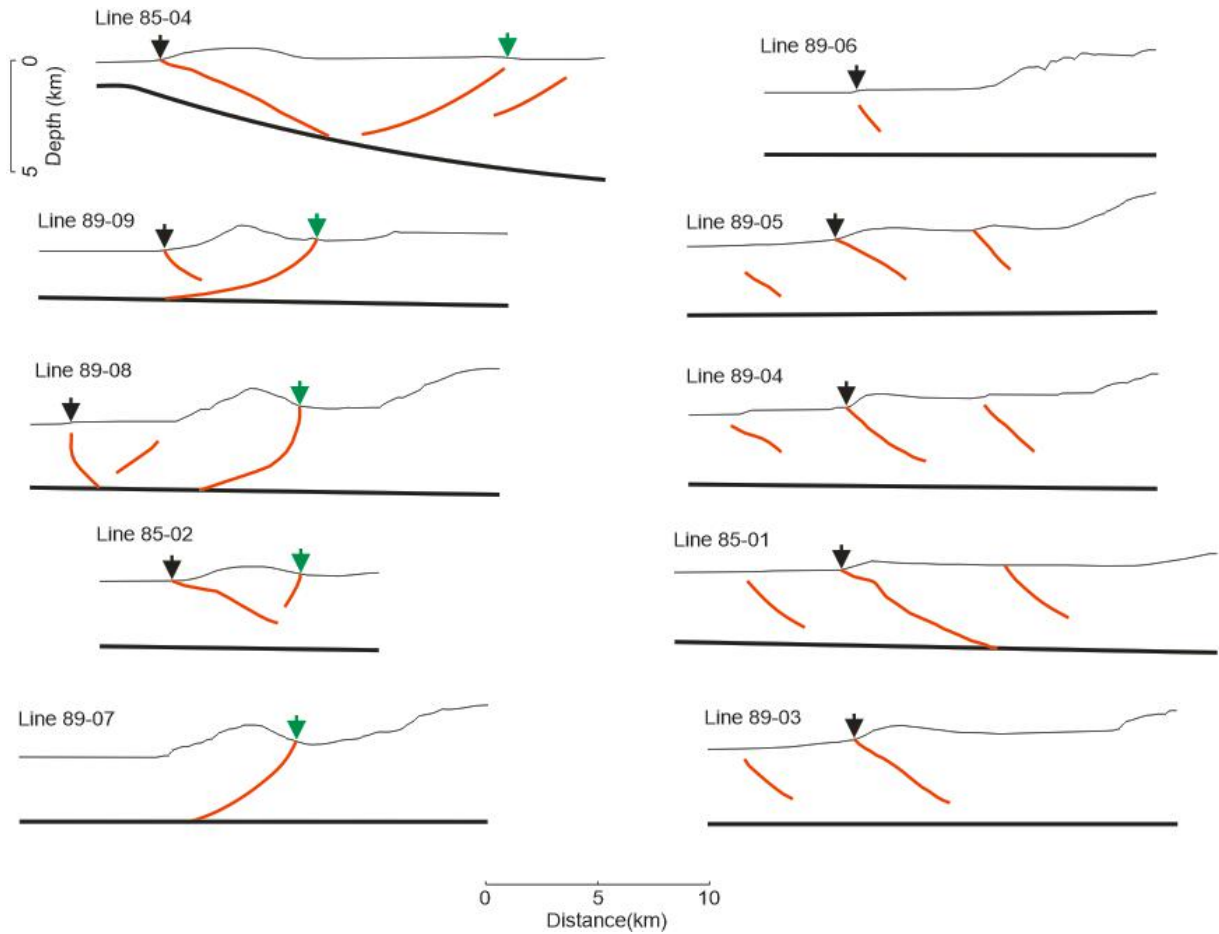 Line 85-04
0
Depth (km)
5
Line 89-06
Line 89-09
Line 89-05
Line 89-08
Line 89-04
Line 85-02
Line 85-01
Line 89-07
Line 89-03
0 5 10
Distance(km)